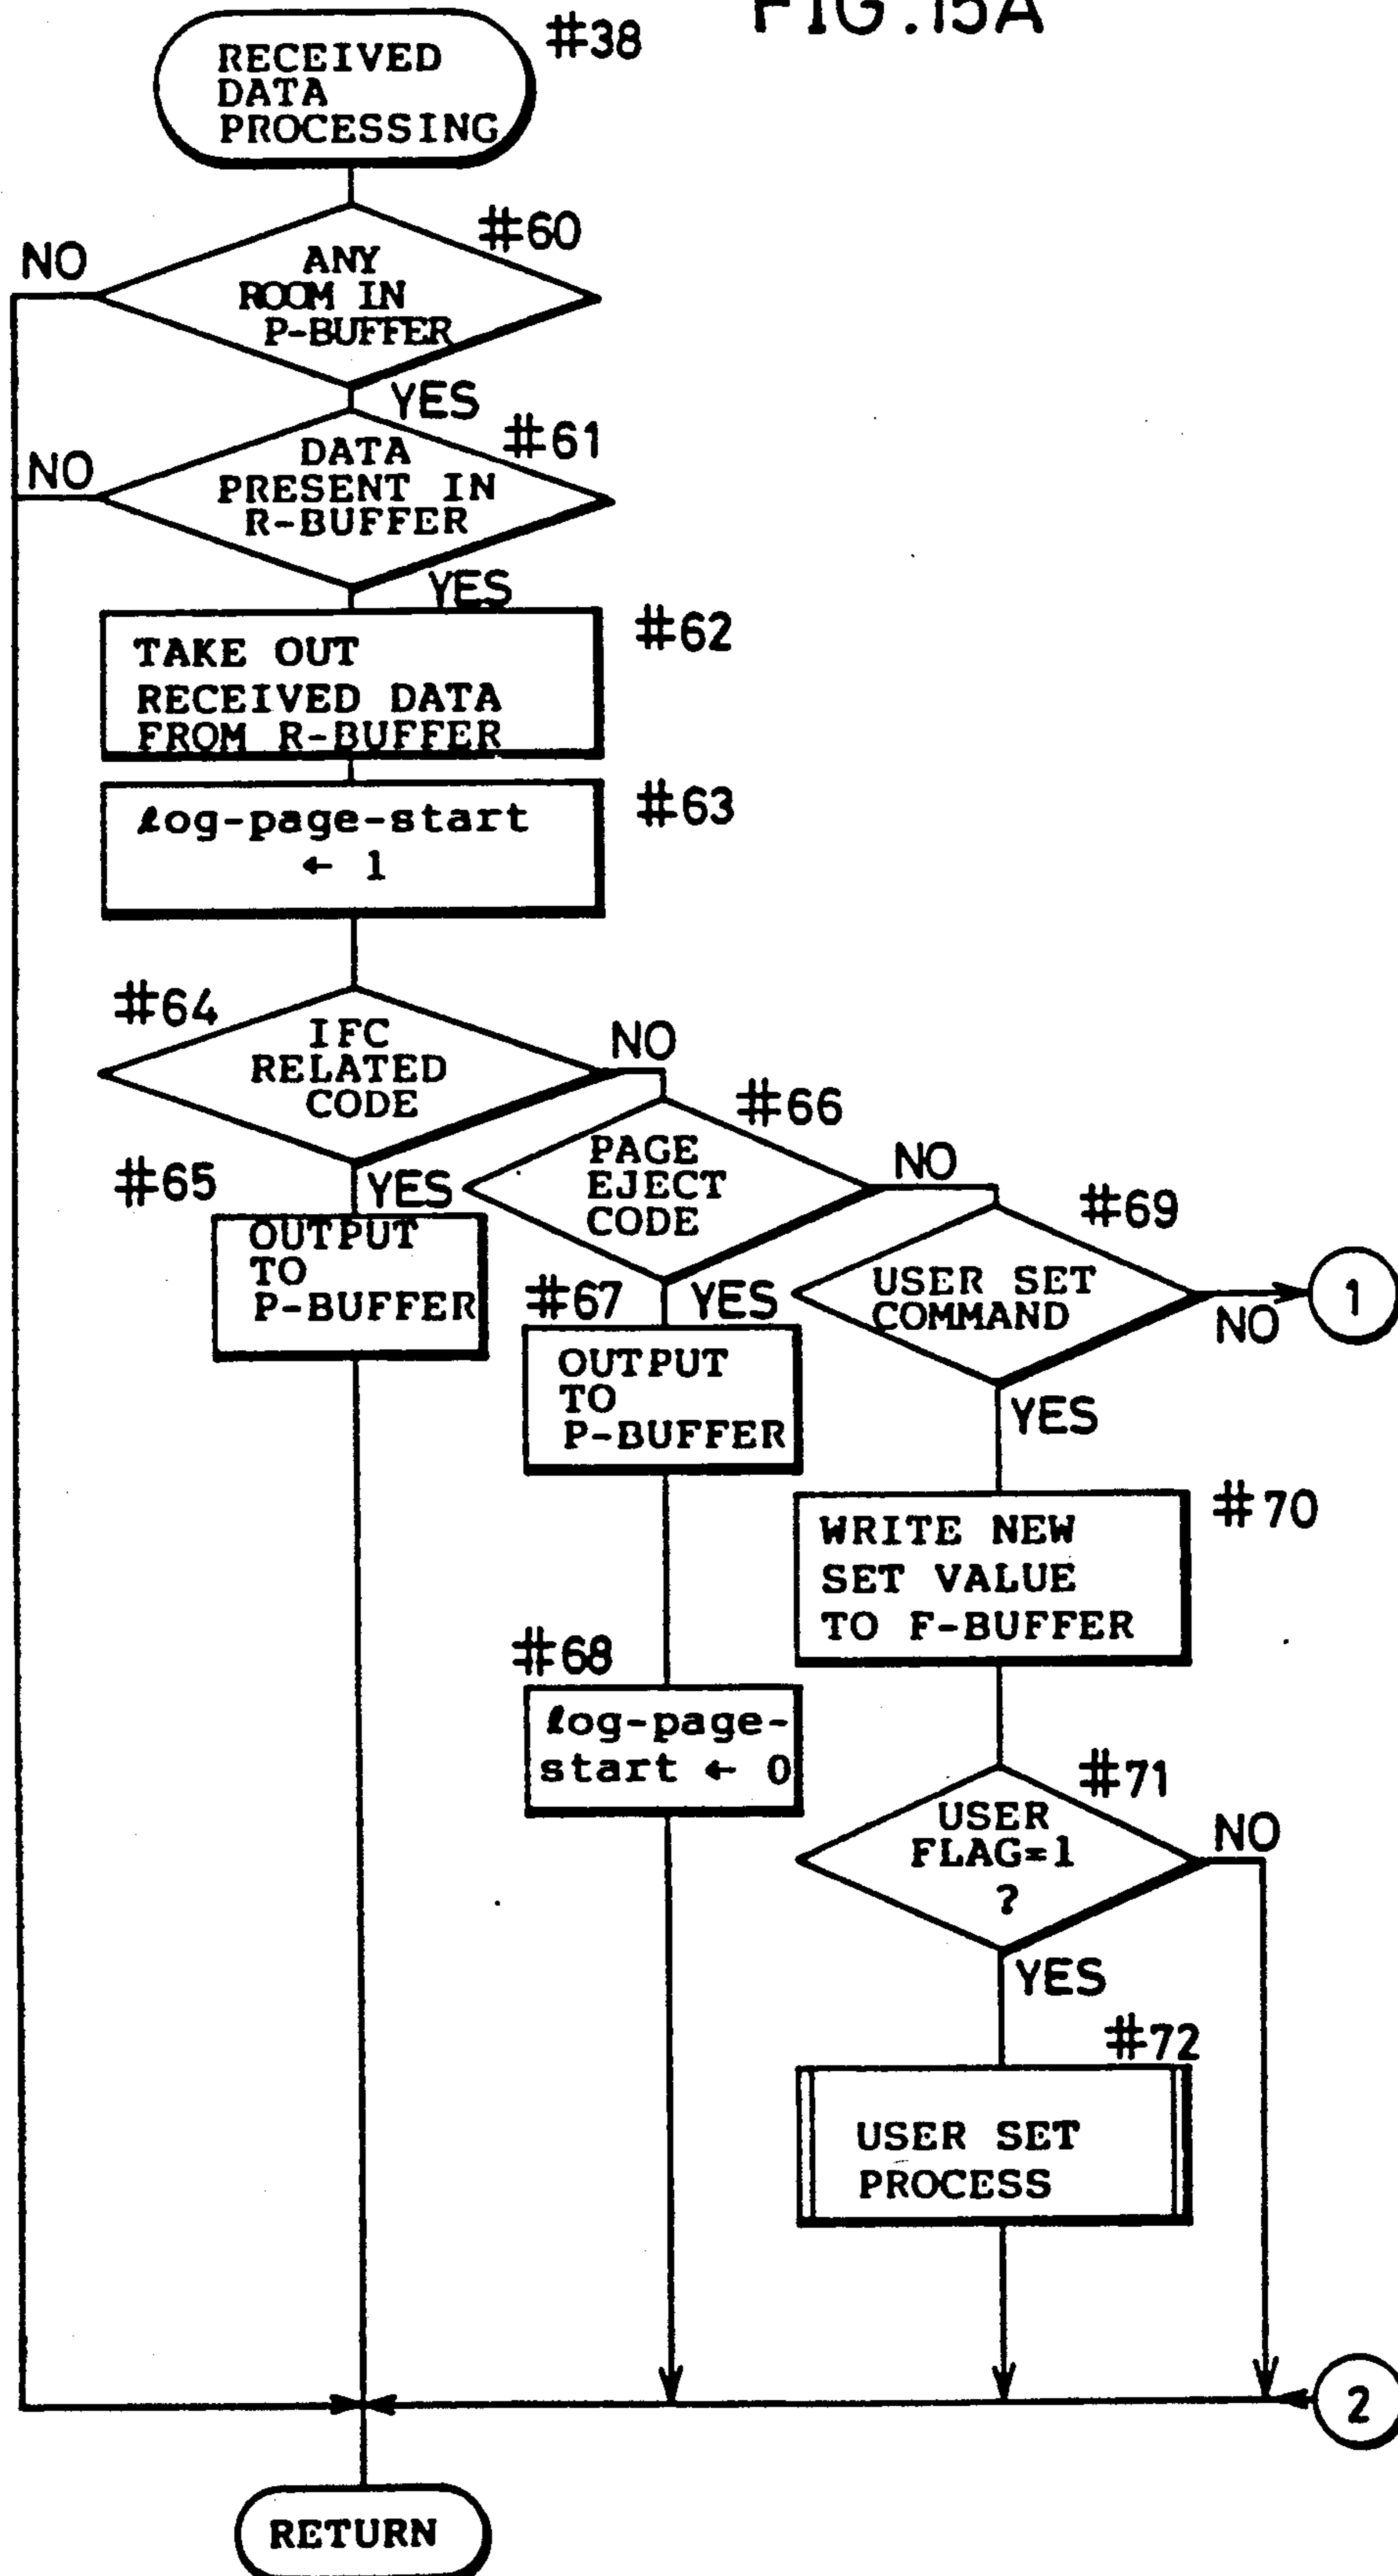 FIG.15A
#38
RECEIVED
DATA
PROCESSING
#60
NO
ANY
ROOM IN
P-BUFFER
YES
#61
NO
DATA
PRESENT IN
R-BUFFER
YES
#62
TAKE OUT
RECEIVED DATA
FROM R-BUFFER
#63
log-page-start
← 1
#64
IFC
RELATED
CODE
NO
#65
YES
OUTPUT
TO
P-BUFFER
#66
PAGE
EJECT
CODE
NO
#67
YES
OUTPUT
TO
P-BUFFER
#68
log-page-
start ← 0
#69
USER SET
COMMAND
NO
1
YES
#70
WRITE NEW
SET VALUE
TO F-BUFFER
#71
USER
FLAG=1
?
NO
YES
#72
USER SET
PROCESS
2
RETURN